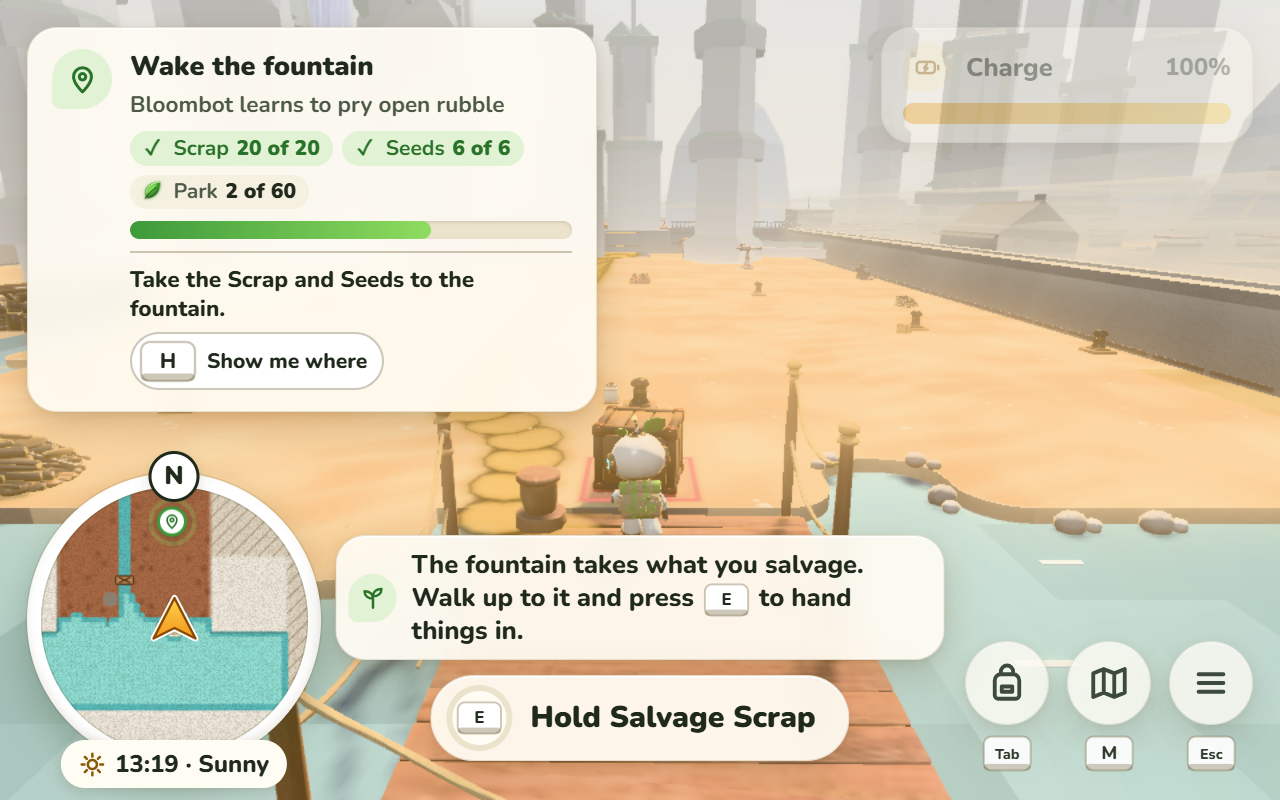 Wake the fountain
Bloombot learns to pry open rubble
Scrap 20 of 20
Seeds 6 of 6
Park 2 of 60
Take the Scrap and Seeds to the
fountain.
H Show me where
Charge 100%
N
13:19 · Sunny
The fountain takes what you salvage.
Walk up to it and press E to hand
things in.
E Hold Salvage Scrap
Tab
M
Esc